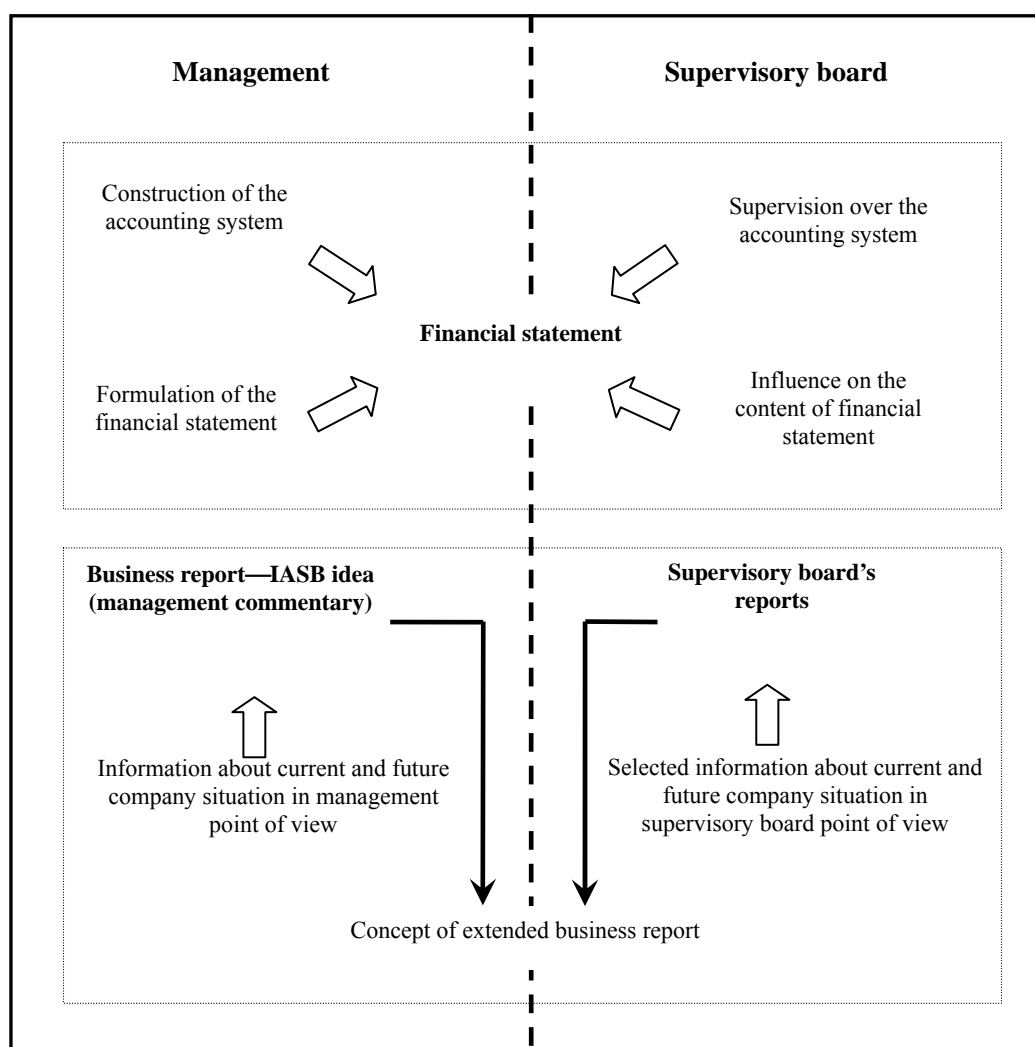 Management
Supervisory board
Construction of the
accounting system
Supervision over the
accounting system
Financial statement
Formulation of the
financial statement
Influence on the
content of financial
statement
Business report—IASB idea
(management commentary)
Supervisory board’s
reports
Information about current and future
company situation in management
point of view
Selected information about current and
future company situation in
supervisory board point of view
Concept of extended business report